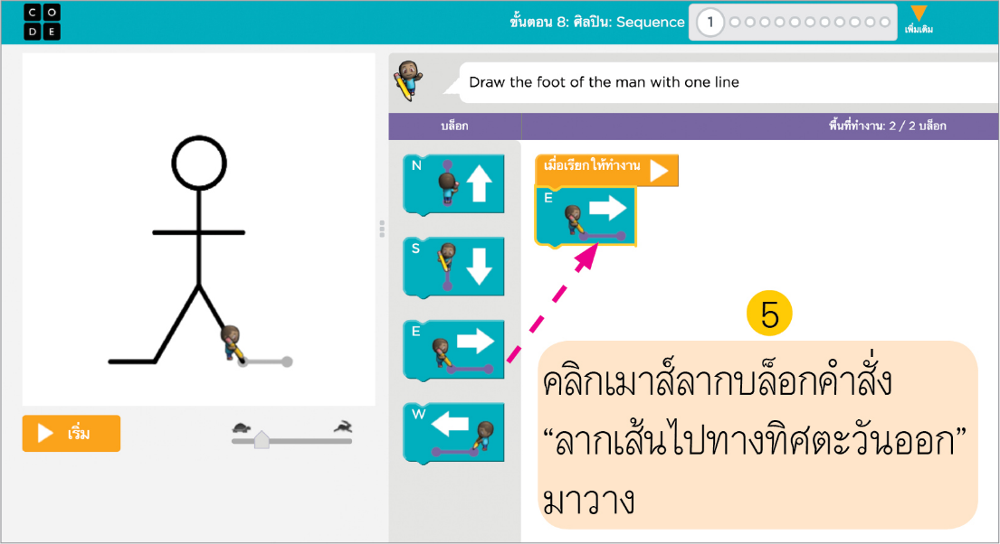 C O
D E
ขั้นตอน 8: ศิลปิน: Sequence
1
เพิ่มเติม
Draw the foot of the man with one line
บล็อก
พื้นที่ทำงาน: 2 / 2 บล็อก
N
S
E
W
เมื่อเรียกให้ทำงาน
E
เริ่ม
5
คลิกเมาส์ลากบล็อกคำสั่ง
“ลากเส้นไปทางทิศตะวันออก”
มาวาง